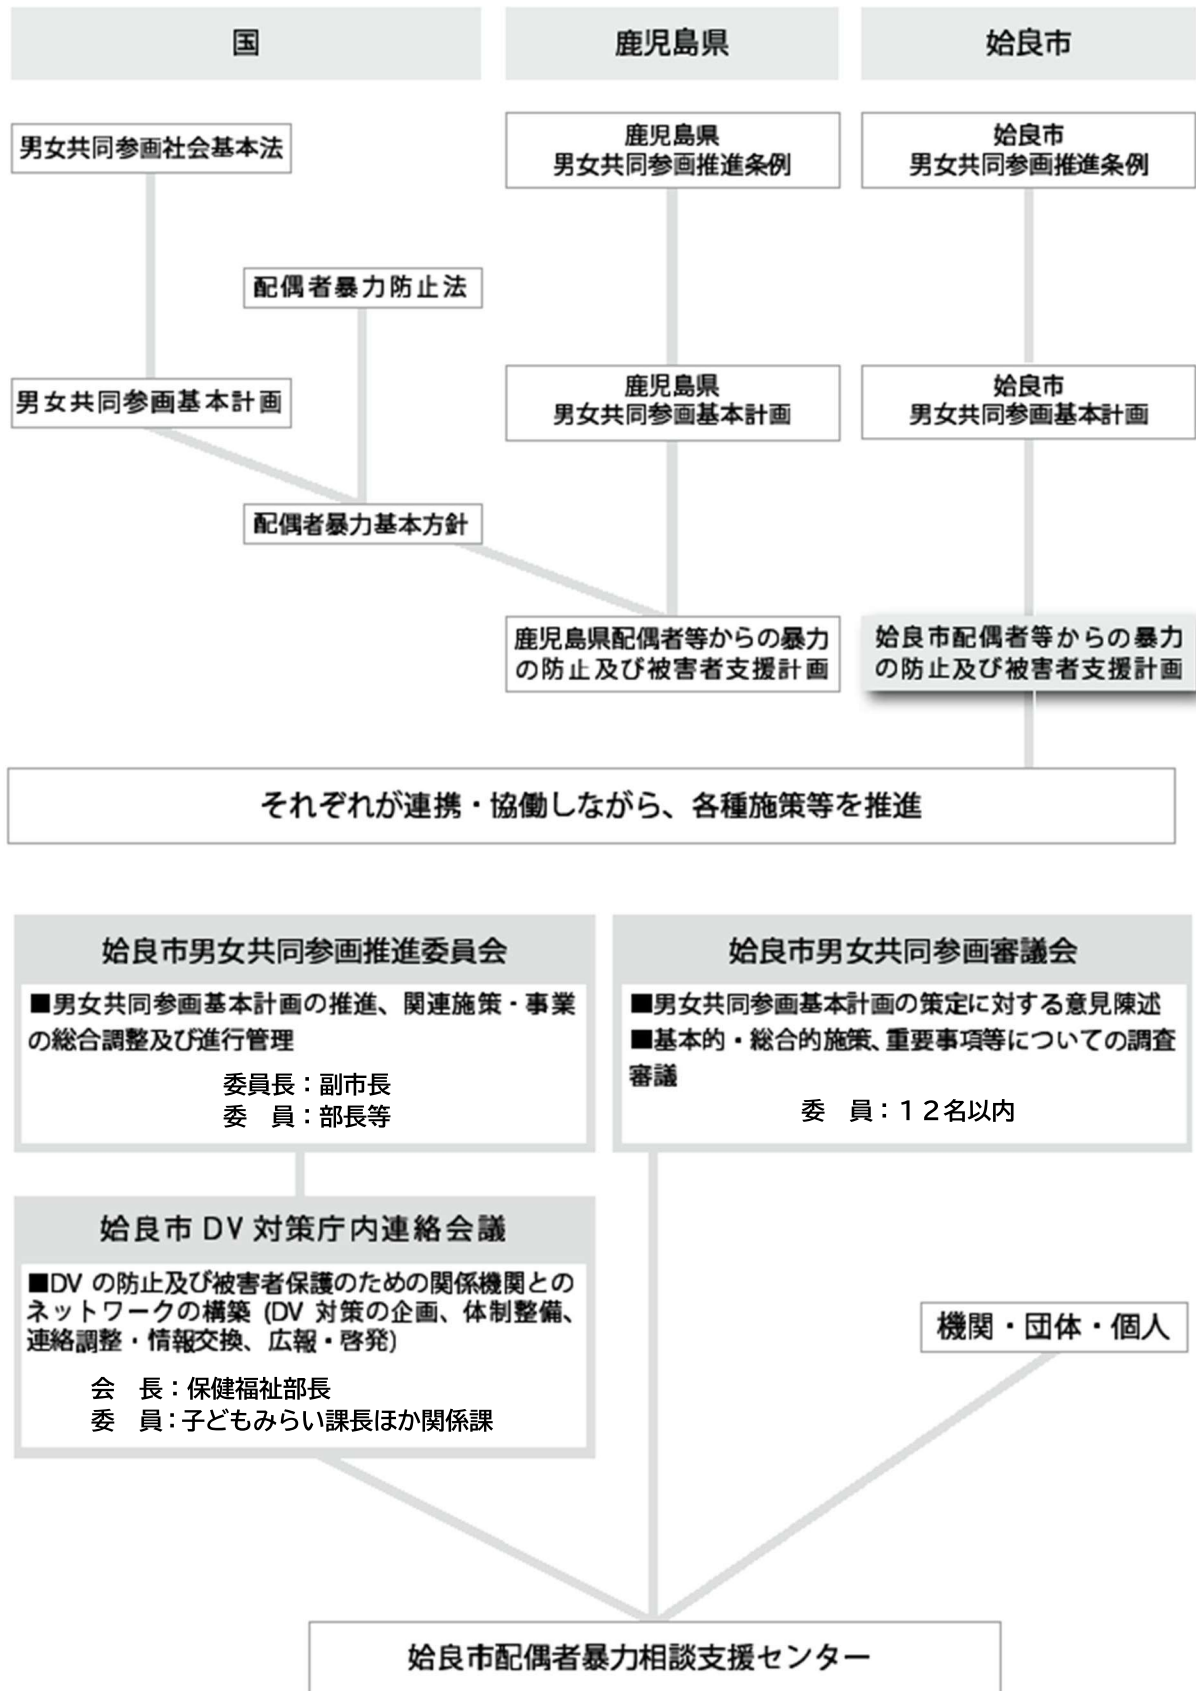 国
鹿児島県
姶良市
男女共同参画社会基本法
鹿児島県
男女共同参画推進条例
姶良市
男女共同参画推進条例
配偶者暴力防止法
男女共同参画基本計画
鹿児島県
男女共同参画基本計画
姶良市
男女共同参画基本計画
配偶者暴力基本方針
鹿児島県配偶者等からの暴力
の防止及び被害者支援計画
姶良市配偶者等からの暴力
の防止及び被害者支援計画
それぞれが連携・協働しながら、各種施策等を推進
姶良市男女共同参画推進委員会
■男女共同参画基本計画の推進、関連施策・事業
の総合調整及び進行管理
委員長：副市長
委　員：部長等
姶良市男女共同参画審議会
■男女共同参画基本計画の策定に対する意見陳述
■基本的・総合的施策、重要事項等についての調査
審議
委　員：１２名以内
姶良市 DV 対策庁内連絡会議
■DV の防止及び被害者保護のための関係機関との
ネットワークの構築 (DV 対策の企画、体制整備、
連絡調整・情報交換、広報・啓発)
会　長：保健福祉部長
委　員：子どもみらい課長ほか関係課
機関・団体・個人
姶良市配偶者暴力相談支援センター